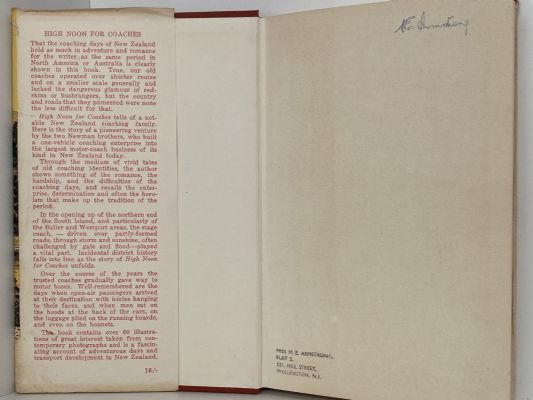 HIGH NOON FOR COACHES
That the coaching days of New Zealand
hold as much in adventure and romance
for the writer as the same period in
North America or Australia is clearly
shown in this book. True, our old
coaches operated over shorter routes
and on a smaller scale generally and
lacked the dangerous glamour of red-
skins or bushrangers, but the country
and roads that they pioneered were none
the less difficult for that.
High Noon for Coaches tells of a not-
able New Zealand coaching family.
Here is the story of a pioneering venture
by the two Newman brothers, who built
a one-vehicle coaching enterprise into
the largest motor-coach business of its
kind in New Zealand today.
Through the medium of vivid tales
of old coaching identities, the author
shows something of the romance, the
hardship, and the difficulties of the
coaching days, and recalls the enter-
prise, determination and often the hero-
ism that make up the tradition of the
period.
In the opening up of the northern end
of the South Island, and particularly of
the Buller and Westport areas, the stage
coach, — driven over partly-formed
roads, through storm and sunshine, often
challenged by gale and flood—played
a vital part. Incidental district history
falls into line as the story of High Noon
for Coaches unfolds.
Over the course of the years the
trusted coaches gradually gave way to
motor buses. Well-remembered are the
days when open-air passengers arrived
at their destination with icicles hanging
to their faces, and when men sat on
the hoods at the back of the cars, on
the luggage piled on the running boards,
and even on the bonnets.
The book contains over 60 illustra-
tions of great interest taken from con-
temporary photographs and is a fascin-
ating account of adventurous days and
transport development in New Zealand.
16/-
Armstrong
MISS M. E. ARMSTRONG,
FLAT 2,
HILL STREET,
WELLINGTON, N.I.